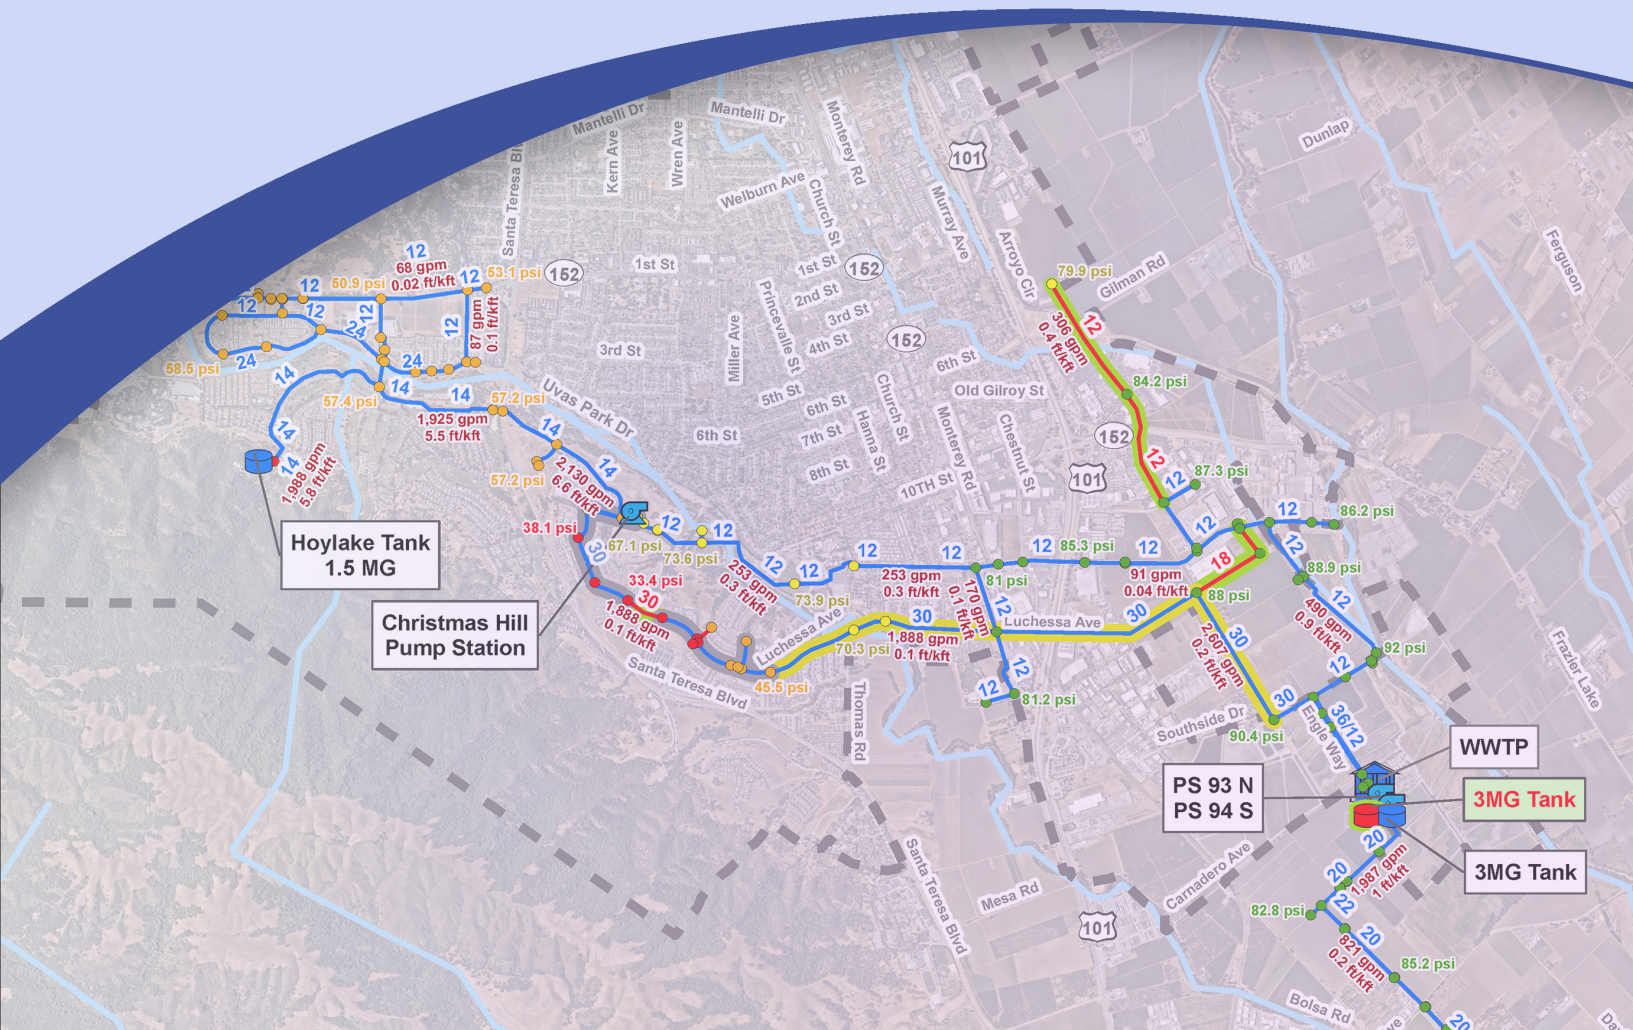 Mantelli Dr
Mantelli Dr
Kern Ave
Wren Ave
Monterey Rd
101
Dunlap
Welburn Ave
Church St
Murray Ave
Arroyo Cir
Santa Teresa Blvd
1st St
152
1st St
152
2nd St
3rd St
4th St
152
5th St
6th St
6th St
7th St
8th St
10TH St
3rd St
6th St
Old Gilroy St
Miller Ave
Princevalle St
Church St
Hanna St
Monterey Rd
Chestnut St
152
101
Gilman Rd
Ferguson
Uvas Park Dr
12
68 gpm
0.02 ft/kft
12
53.1 psi
12
50.9 psi
12
12
12
24
12
87 gpm
0.1 ft/kft
24
24
58.5 psi
14
57.4 psi
14
14
57.2 psi
1,925 gpm
5.5 ft/kft
14
14
1,988 gpm
5.8 ft/kft
14
57.2 psi
14
2,130 gpm
6.6 ft/kft
Hoylake Tank
1.5 MG
Christmas Hill
Pump Station
38.1 psi
30
33.4 psi
30
1,888 gpm
0.1 ft/kft
67.1 psi
12
73.6 psi
12
253 gpm
0.3 ft/kft
12
12
73.9 psi
12
253 gpm
0.3 ft/kft
12
81 psi
12
85.3 psi
12
91 gpm
0.04 ft/kft
170 gpm
0.1 ft/kft
12
Luchessa Ave
Luchessa Ave
70.3 psi
30
1,888 gpm
0.1 ft/kft
45.5 psi
Santa Teresa Blvd
Thomas Rd
12
12
81.2 psi
79.9 psi
12
306 gpm
0.4 ft/kft
84.2 psi
12
12
87.3 psi
12
12
86.2 psi
18
12
88.9 psi
88 psi
30
12
490 gpm
0.9 ft/kft
30
2,607 gpm
0.2 ft/kft
92 psi
12
30
90.4 psi
36/12
Southside Dr
Engle Way
Frazier Lake
WWTP
PS 93 N
PS 94 S
3MG Tank
3MG Tank
20
20
1,987 gpm
1 ft/kft
22
82.8 psi
20
821 gpm
0.2 ft/kft
85.2 psi
20
Carnadero Ave
Mesa Rd
101
Santa Teresa Blvd
Bolsa Rd